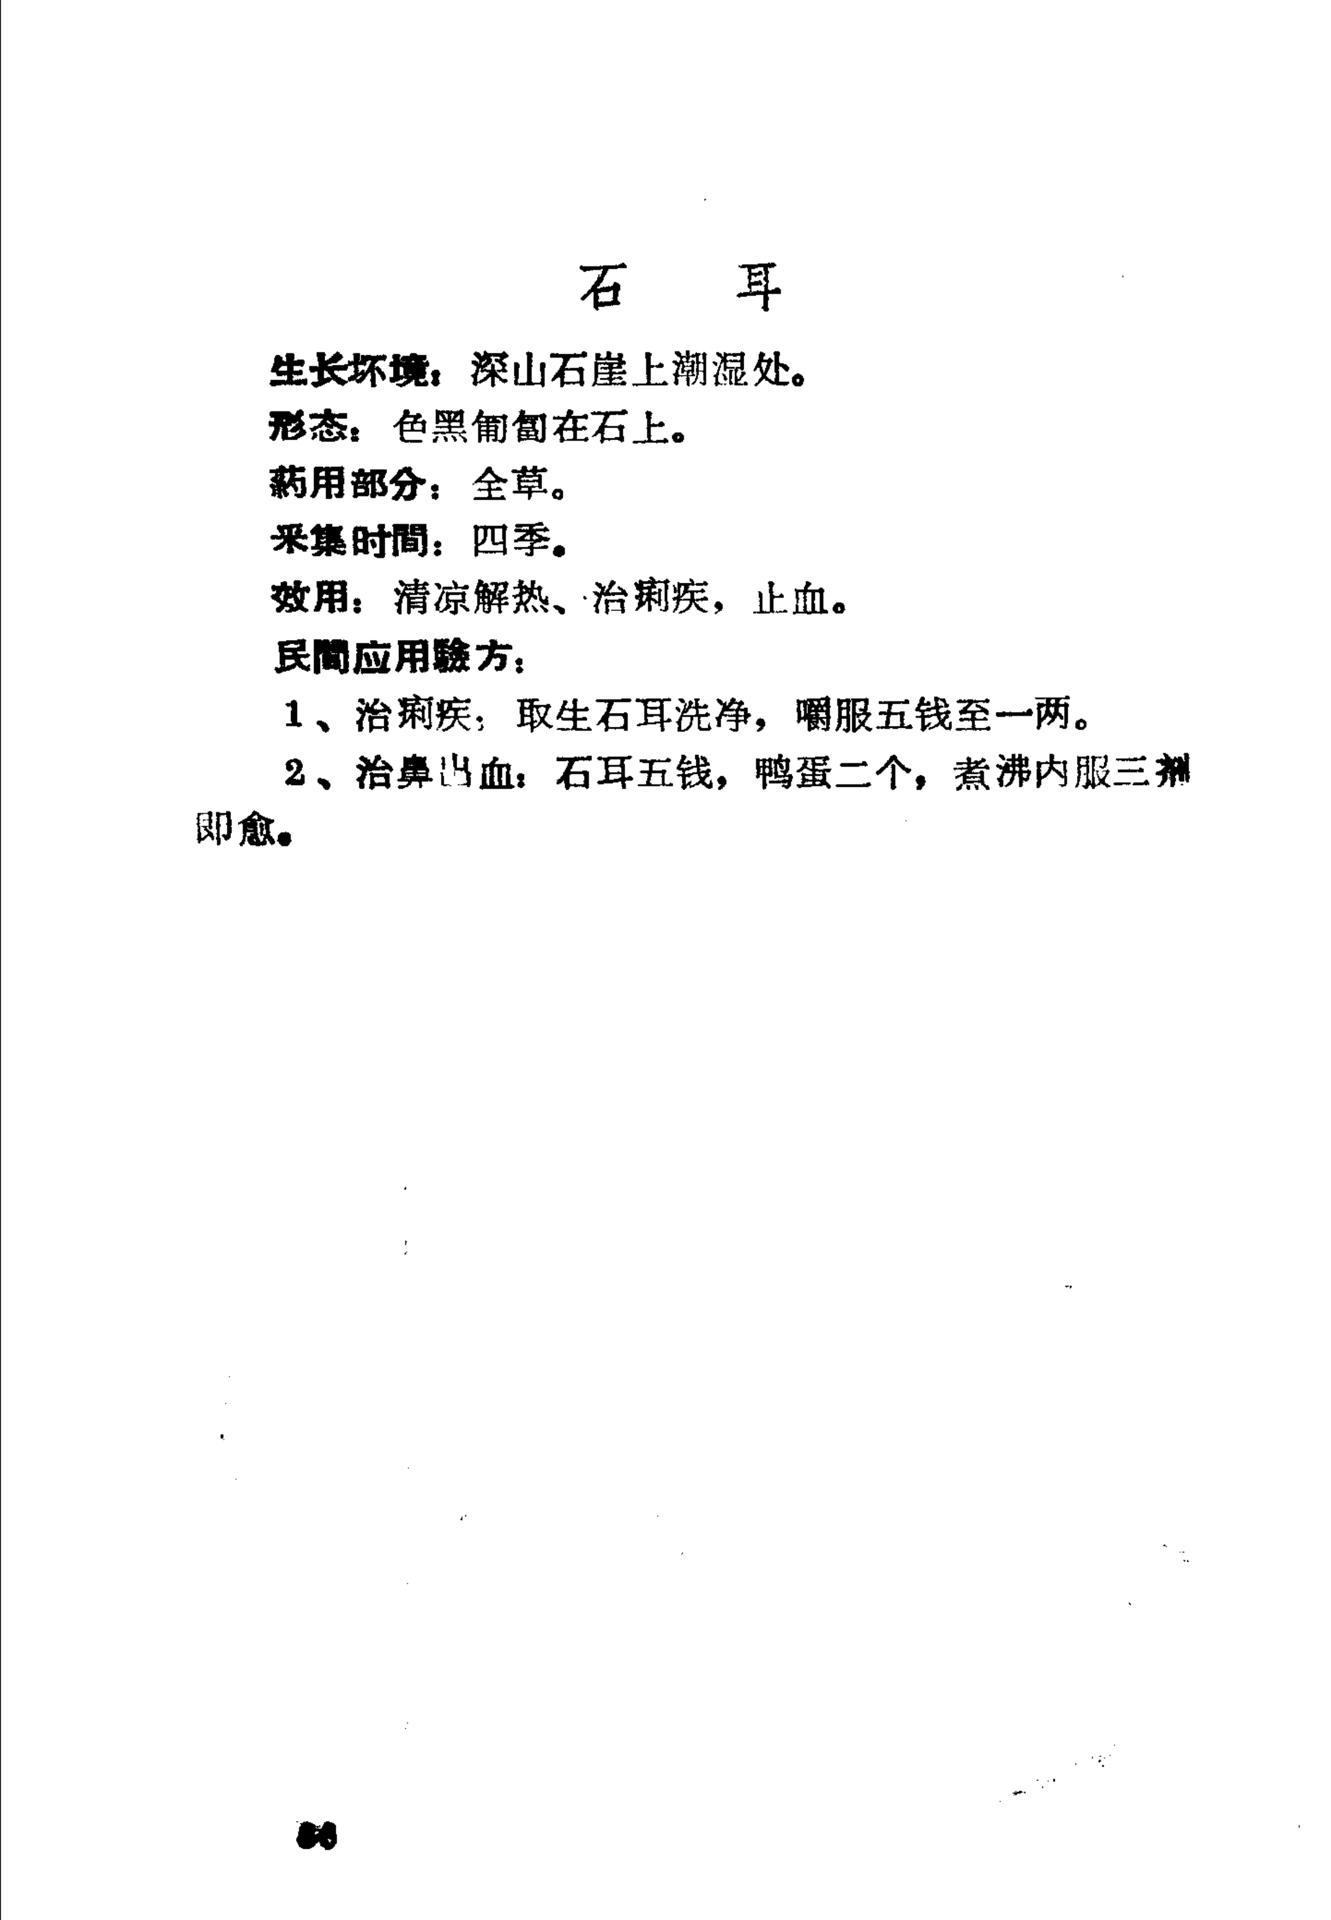 石 耳
生长坏境：深山石崖上潮湿处。
形态：色黑匍匐在石上。
葯用部分：全草。
采集时間：四季。
效用：清凉解热、治痢疾，止血。
民間应用驗方：
1、治痢疾：取生石耳洗净，嚼服五钱至一两。
2、治鼻出血：石耳五钱，鸭蛋二个，煮沸内服三剂
即愈。